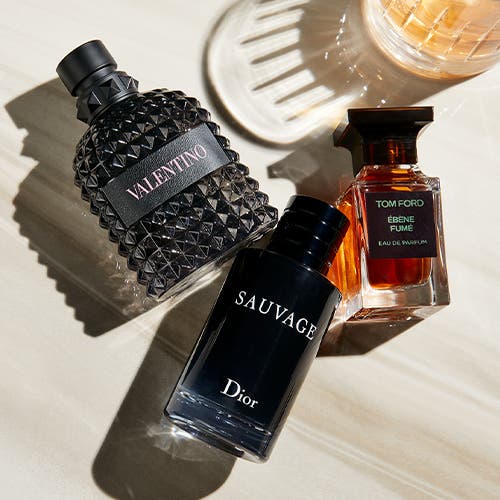 VALENTINO
TOM FORD
ÉBÈNE
FUMÉ
EAU DE PARFUM
SAUVAGE
Dior